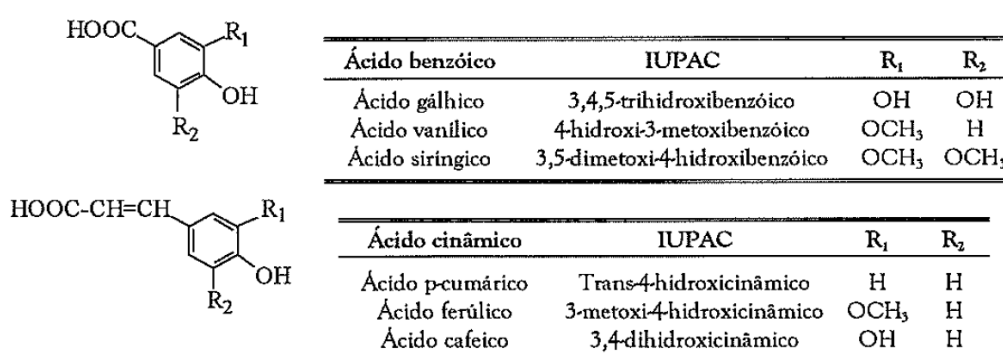 HOOC
R₁
OH
R₂
Ácido benzóico IUPAC R₁ R₂
Ácido gálhico 3,4,5-trihidroxibenzóico OH OH
Ácido vanílico 4-hidroxi-3-metoxibenzóico OCH₃ H
Ácido siríngico 3,5-dimetoxi-4-hidroxibenzóico OCH₃ OCH₃
HOOC-CH=CH
R₁
OH
R₂
Ácido cinâmico IUPAC R₁ R₂
Ácido p-cumárico Trans-4-hidroxicinâmico H H
Ácido ferúlico 3-metoxi-4-hidroxicinâmico OCH₃ H
Ácido cafeico 3,4-dihidroxicinâmico OH H